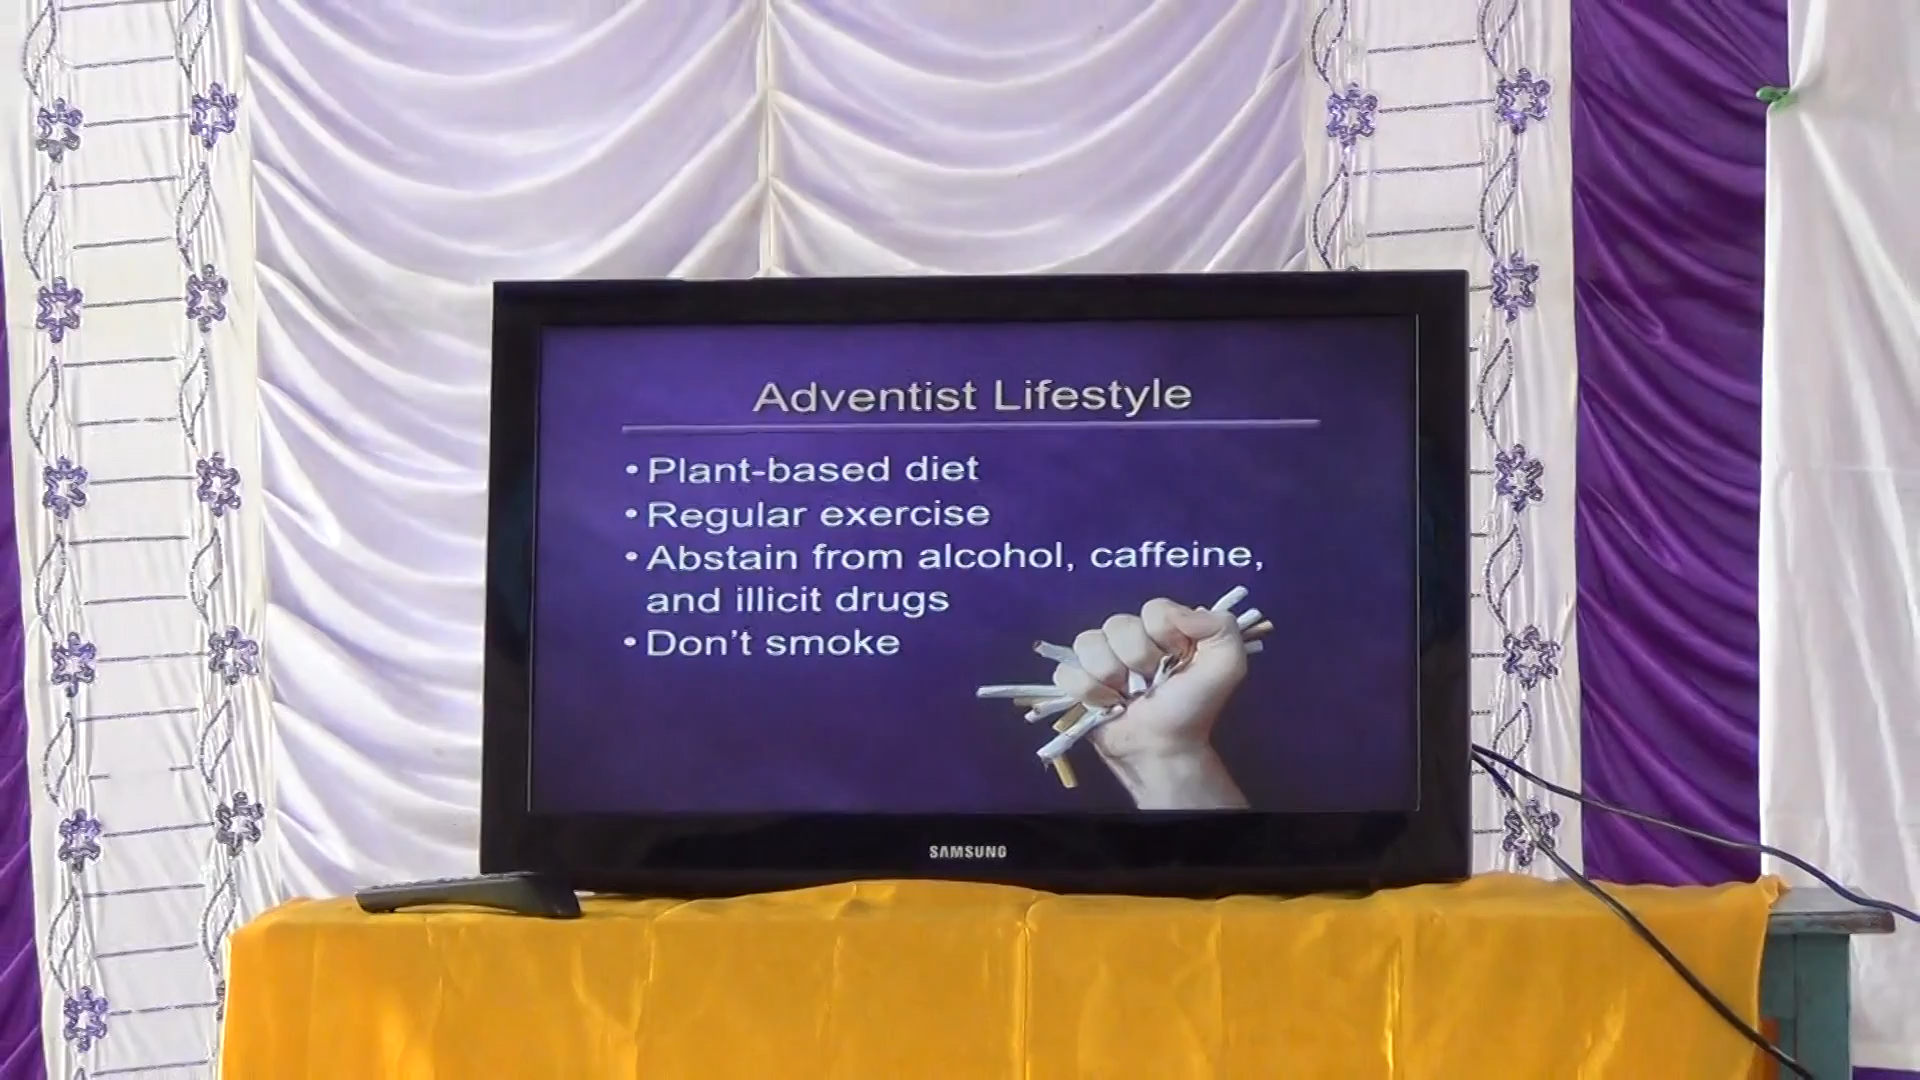 Adventist Lifestyle
• Plant-based diet
• Regular exercise
• Abstain from alcohol, caffeine,
and illicit drugs
• Don't smoke
SAMSUNG